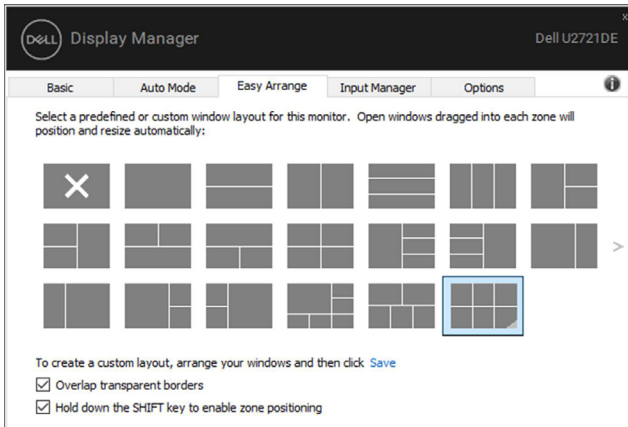 DELL Display Manager
Dell U2721DE
Basic
Auto Mode
Easy Arrange
Input Manager
Options
Select a predefined or custom window layout for this monitor. Open windows dragged into each zone will
position and resize automatically:
To create a custom layout, arrange your windows and then click Save
Overlap transparent borders
Hold down the SHIFT key to enable zone positioning